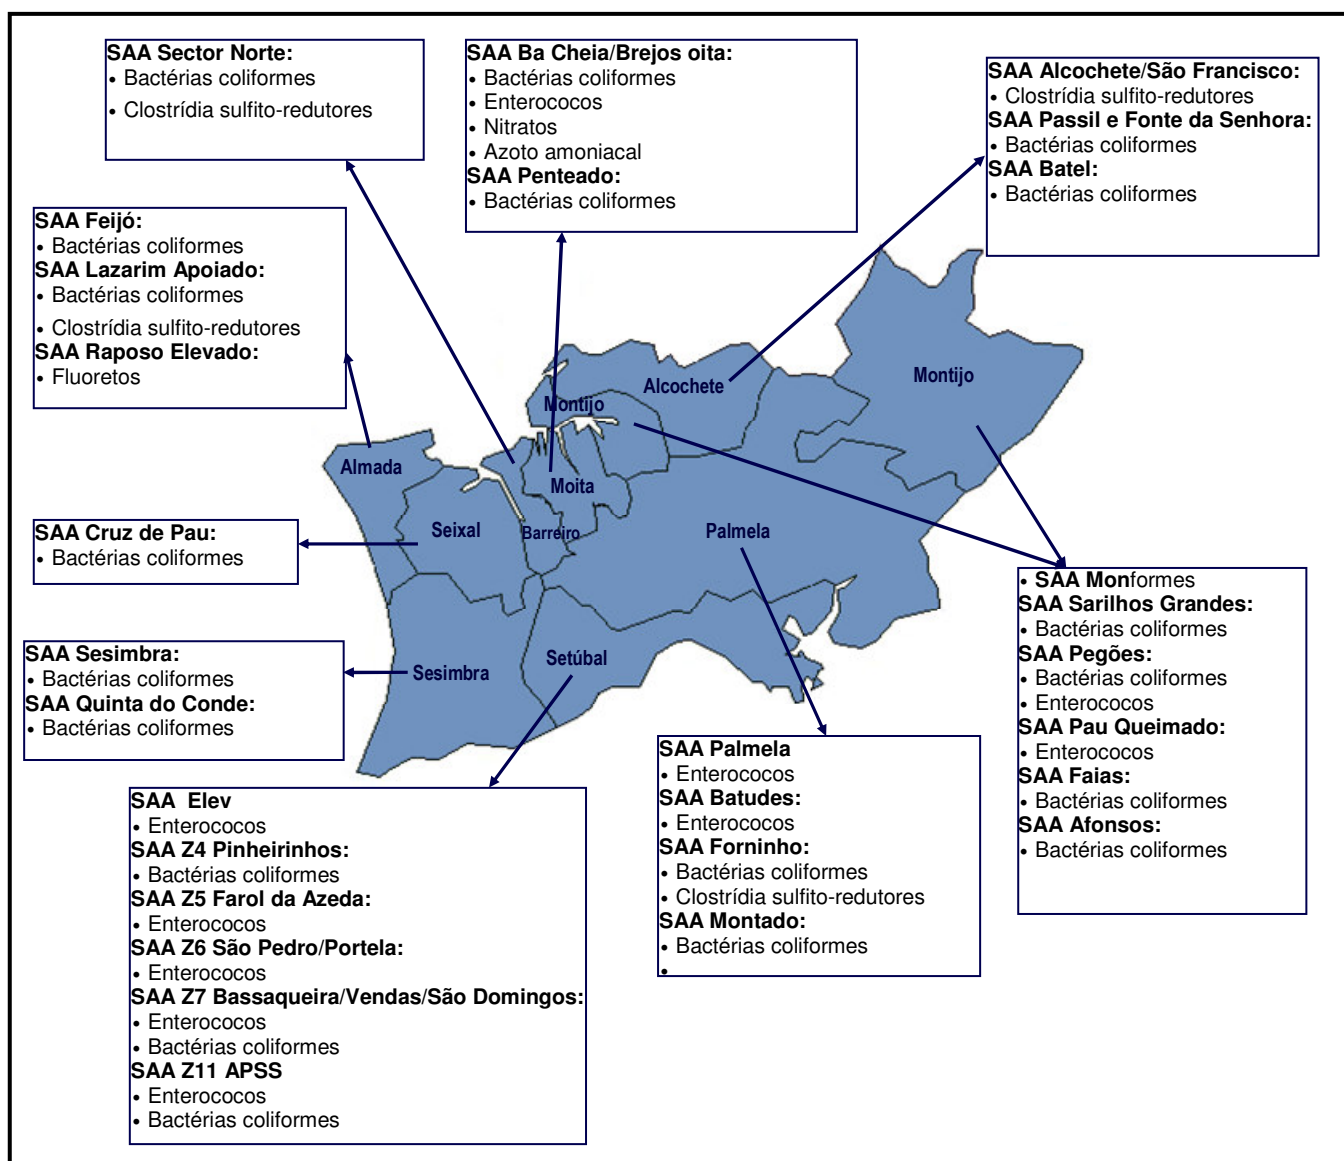 SAA Sector Norte:
• Bactérias coliformes
• Clostrídia sulfito-redutores
SAA Ba Cheia/Brejos oita:
• Bactérias coliformes
• Enterococos
• Nitratos
• Azoto amoniacal
SAA Penteado:
• Bactérias coliformes
SAA Alcochete/São Francisco:
• Clostrídia sulfito-redutores
SAA Passil e Fonte da Senhora:
• Bactérias coliformes
SAA Batel:
• Bactérias coliformes
SAA Feijó:
• Bactérias coliformes
SAA Lazarim Apoiado:
• Bactérias coliformes
• Clostrídia sulfito-redutores
SAA Raposo Elevado:
• Fluoretos
Montijo
Alcochete
Montijo
Almada
Moita
Seixal
Barreiro
Palmela
Sesimbra
Setúbal
SAA Cruz de Pau:
• Bactérias coliformes
SAA Sesimbra:
• Bactérias coliformes
SAA Quinta do Conde:
• Bactérias coliformes
• SAA Monformes
SAA Sarilhos Grandes:
• Bactérias coliformes
SAA Pegões:
• Bactérias coliformes
• Enterococos
SAA Pau Queimado:
• Enterococos
SAA Faias:
• Bactérias coliformes
SAA Afonsos:
• Bactérias coliformes
SAA Palmela
• Enterococos
SAA Batudes:
• Enterococos
SAA Forninho:
• Bactérias coliformes
• Clostrídia sulfito-redutores
SAA Montado:
• Bactérias coliformes
•
SAA Elev
• Enterococos
SAA Z4 Pinheirinhos:
• Bactérias coliformes
SAA Z5 Farol da Azeda:
• Enterococos
SAA Z6 São Pedro/Portela:
• Enterococos
SAA Z7 Bassaqueira/Vendas/São Domingos:
• Enterococos
• Bactérias coliformes
SAA Z11 APSS
• Enterococos
• Bactérias coliformes